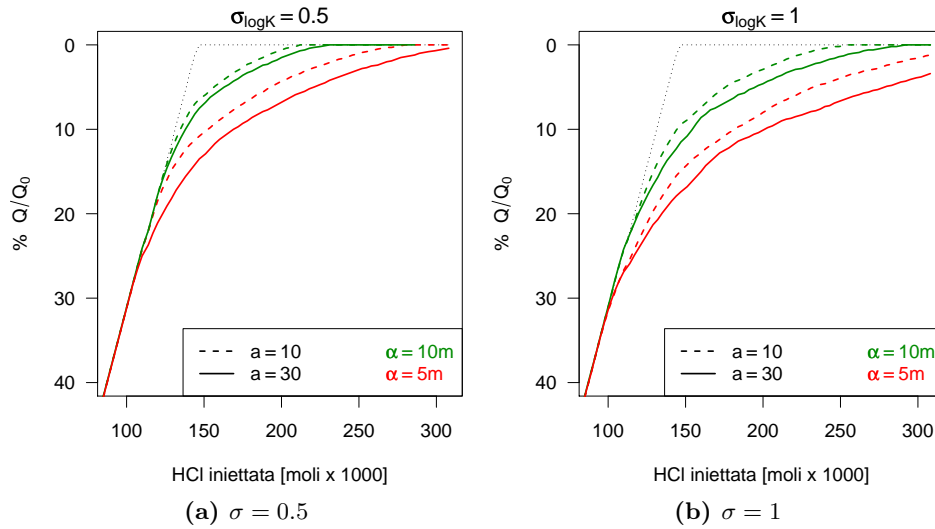 σlogK = 0.5
% Q/Q0
0
10
20
30
40
a = 10
α = 10m
a = 30
α = 5m
100
150
200
250
300
HCl iniettata [moli x 1000]
(a) σ = 0.5
σlogK = 1
% Q/Q0
0
10
20
30
40
a = 10
α = 10m
a = 30
α = 5m
100
150
200
250
300
HCl iniettata [moli x 1000]
(b) σ = 1